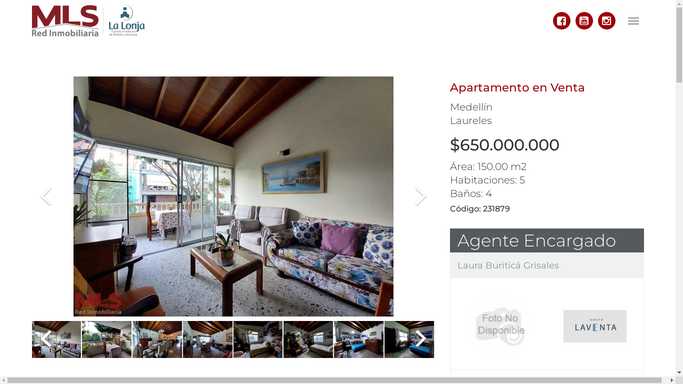 MLS
Red Inmobiliaria
La Lonja
Apartamento en Venta
Medellín
Laureles
$650.000.000
Área: 150.00 m2
Habitaciones: 5
Baños: 4
Código: 231879
MLS
Red Inmobiliaria
Agente Encargado
Laura Buriticá Grisales
Foto No
Disponible
LAVENTA